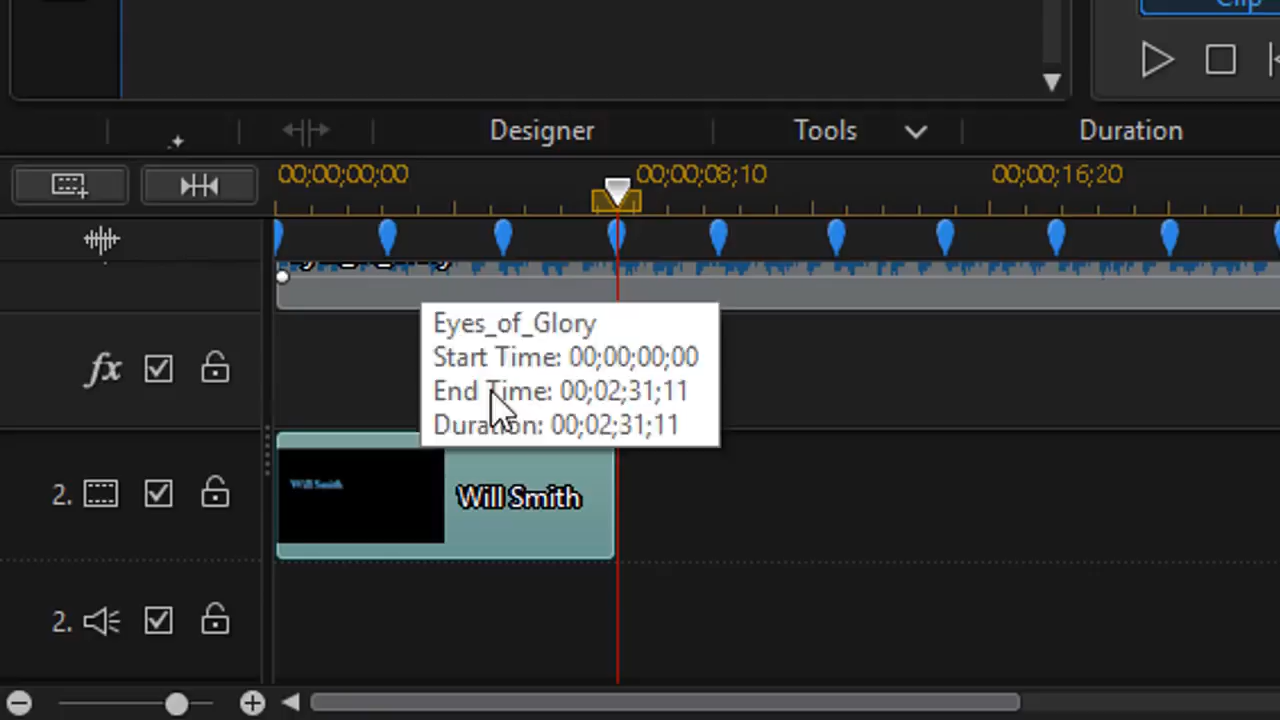 Clip
Designer Tools Duration
00;00;00;00 00;00;08;10 00;00;16;20
Eyes_of_Glory
Start Time: 00;00;00;00
End Time: 00;02;31;11
Duration: 00;02;31;11
fx
2. Will Smith Will Smith
2.